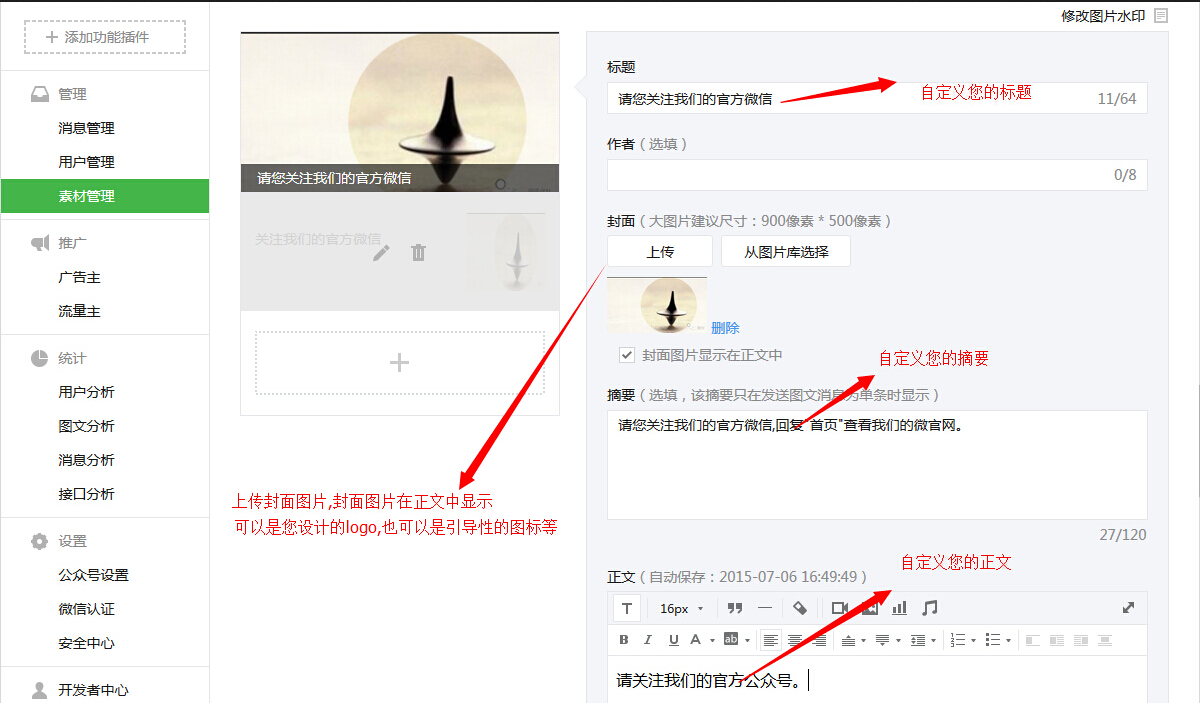 修改图片水印
添加功能插件
管理
消息管理
用户管理
素材管理
推广
广告主
流量主
统计
用户分析
图文分析
消息分析
接口分析
设置
公众号设置
微信认证
安全中心
开发者中心
请您关注我们的官方微信
关注我们的官方微信
上传封面图片,封面图片在正文中显示
可以是您设计的logo,也可以是引导性的图标等
标题
请您关注我们的官方微信
自定义您的标题
11/64
作者（选填）
0/8
封面（大图片建议尺寸：900像素 * 500像素）
上传
从图片库选择
删除
封面图片显示在正文中
自定义您的摘要
摘要（选填，该摘要只在发送图文消息为单条时显示）
请您关注我们的官方微信,回复"首页"查看我们的微官网。
27/120
自定义您的正文
正文（自动保存：2015-07-06 16:49:49）
T 16px
B I U A ab
请关注我们的官方公众号。